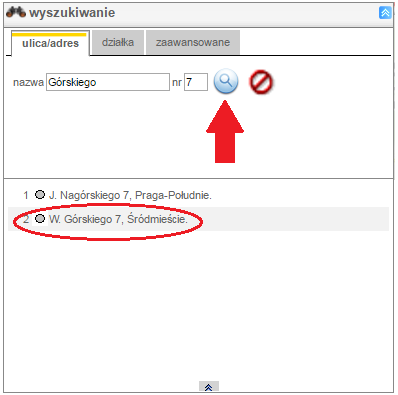 wyszukiwanie
ulica/adres działka zaawansowane
nazwa Górskiego nr 7
1 J. Nagórskiego 7, Praga-Południe.
2 W. Górskiego 7, Śródmieście.